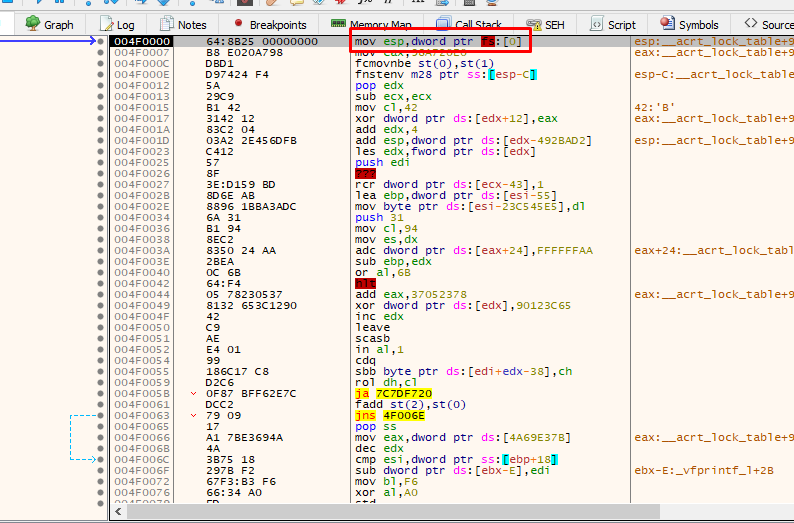 Graph Log Notes Breakpoints Memory Map Call Stack SEH Script Symbols Source
004F0000 64:8B25 00000000 mov esp,dword ptr fs:[0] esp:__acrt_lock_table+9
004F0007 B8 E020A798 esp:__acrt_lock_table+9
004F000C DBD1 fcmovnbe st(0),st(1)
004F000E D97424 F4 fnstenv m28 ptr ss:[esp-C] esp-C:__acrt_lock_table+
004F0012 5A pop edx
004F0013 29C9 sub ecx,ecx
004F0015 B1 42 mov cl,42 42:'B'
004F0017 3142 12 xor dword ptr ds:[edx+12],eax eax:__acrt_lock_table+9
004F001A 83C2 04 add edx,4
004F001D 03A2 2E456DFB add esp,dword ptr ds:[edx-492BAD2] esp:__acrt_lock_table+9
004F0023 C412 les edx,fword ptr ds:[edx]
004F0025 57 push edi
004F0026 8F ???
004F0027 3E:D159 BD rcr dword ptr ds:[ecx-43],1
004F002B 8D6E AB lea ebp,dword ptr ds:[esi-55]
004F002E 8896 1BBA3ADC mov byte ptr ds:[esi-23C545E5],dl
004F0034 6A 31 push 31
004F0036 B1 94 mov cl,94
004F0038 8EC2 mov es,dx
004F003A 8350 24 AA adc dword ptr ds:[eax+24],FFFFFFAA eax+24:__acrt_lock_tabl
004F003E 2BEA sub ebp,edx
004F0040 0C 6B or al,6B
004F0042 64:F4 hlt
004F0044 05 78230537 add eax,37052378 eax:__acrt_lock_table+9
004F0049 8132 653C1290 xor dword ptr ds:[edx],90123C65
004F004F 42 inc edx
004F0050 C9 leave
004F0051 AE scasb
004F0052 E4 01 in al,1
004F0054 99 cdq
004F0055 186C17 C8 sbb byte ptr ds:[edi+edx-38],ch
004F0059 D2C6 rol dh,cl
004F005B 0F87 BFF62E7C ja 7C7DF720
004F0061 DCC2 fadd st(2),st(0)
004F0063 79 09 jns 4F006E
004F0065 17 pop ss
004F0066 A1 7BE3694A mov eax,dword ptr ds:[4A69E37B] eax:__acrt_lock_table+9
004F006B 4A dec edx
004F006C 3B75 18 cmp esi,dword ptr ss:[ebp+18]
004F006F 297B F2 sub dword ptr ds:[ebx-E],edi ebx-E:_vfprintf_l+2B
004F0072 67F3:B3 F6 mov bl,F6
004F0076 66:34 A0 xor al,A0